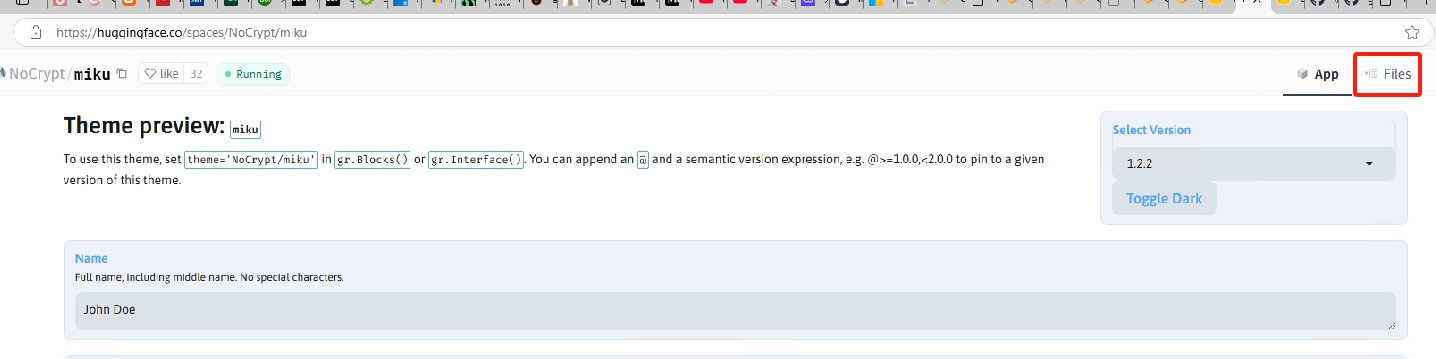 https://huggingface.co/spaces/NoCrypt/miku
NoCrypt/miku like 32 Running App Files
Theme preview: miku
To use this theme, set theme='NoCrypt/miku' in gr.Blocks() or gr.Interface(). You can append an @ and a semantic version expression, e.g. @>=1.0.0,<2.0.0 to pin to a given
version of this theme.
Select Version
1.2.2
Toggle Dark
Name
Full name, including middle name. No special characters.
John Doe